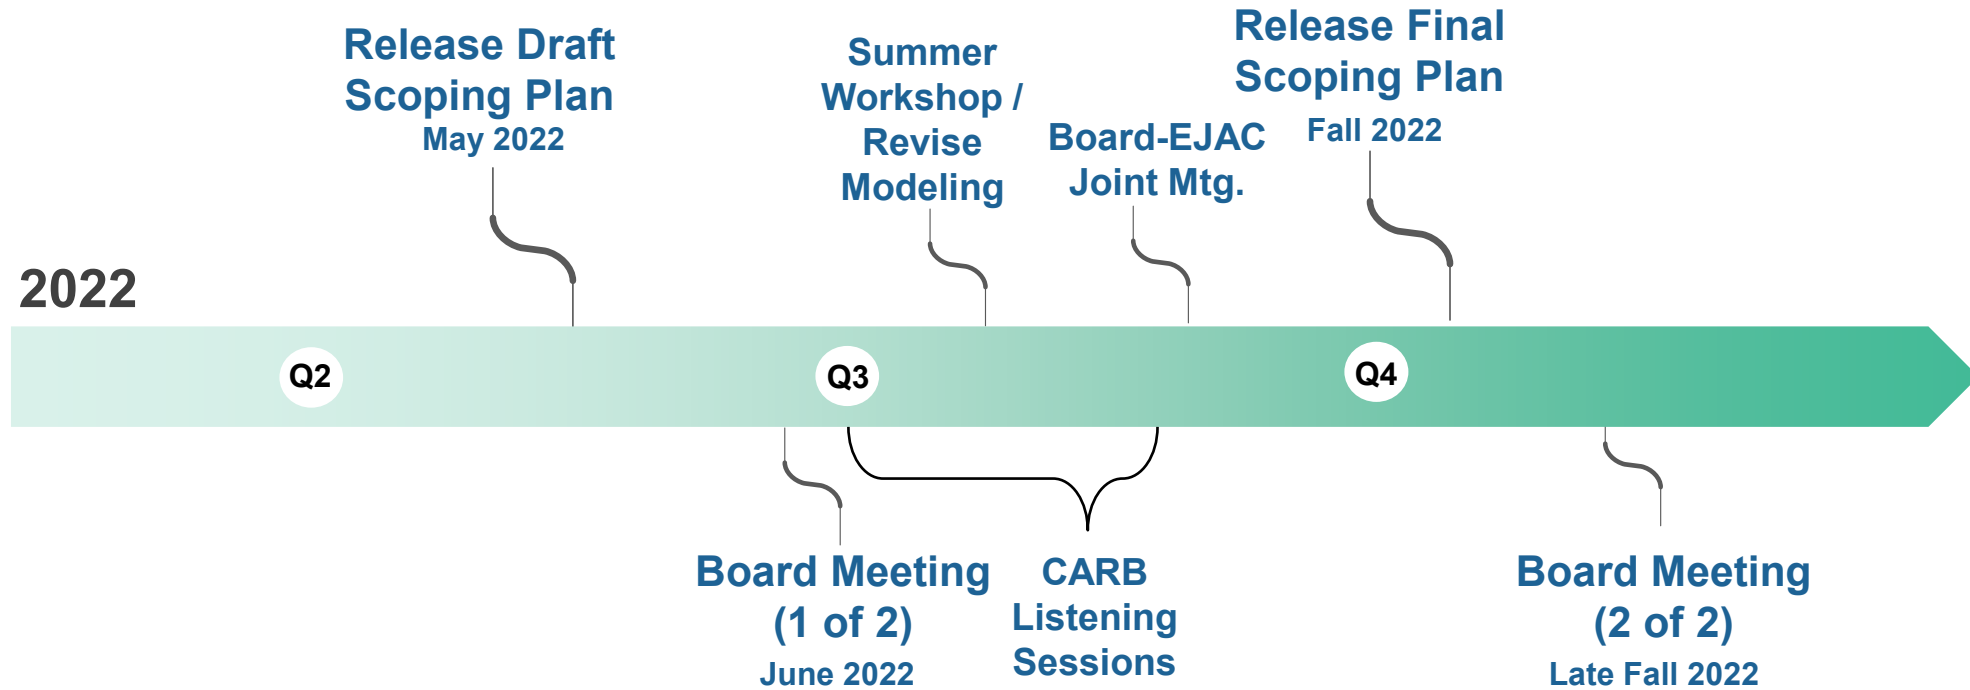 Release Draft
Scoping Plan
May 2022
Summer
Workshop /
Revise
Modeling
Board-EJAC
Joint Mtg.
Release Final
Scoping Plan
Fall 2022
2022
Q2
Q3
Q4
Board Meeting
(1 of 2)
June 2022
CARB
Listening
Sessions
Board Meeting
(2 of 2)
Late Fall 2022